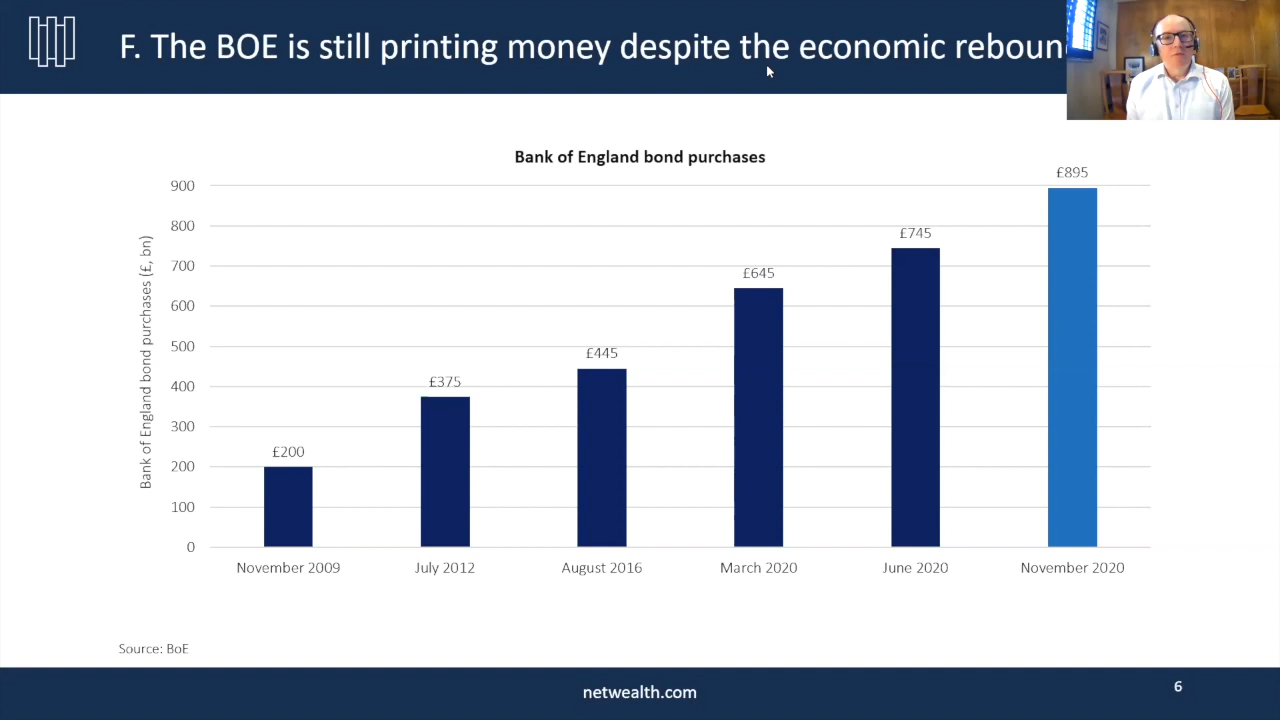 F. The BOE is still printing money despite the economic
Bank of England bond purchases
Bank of England bond purchases (£, bn)
900
800
700
600
500
400
300
200
100
0
£200
£375
£445
£645
£745
£895
November 2009
July 2012
August 2016
March 2020
June 2020
November 2020
Source: BoE
netwealth.com
6